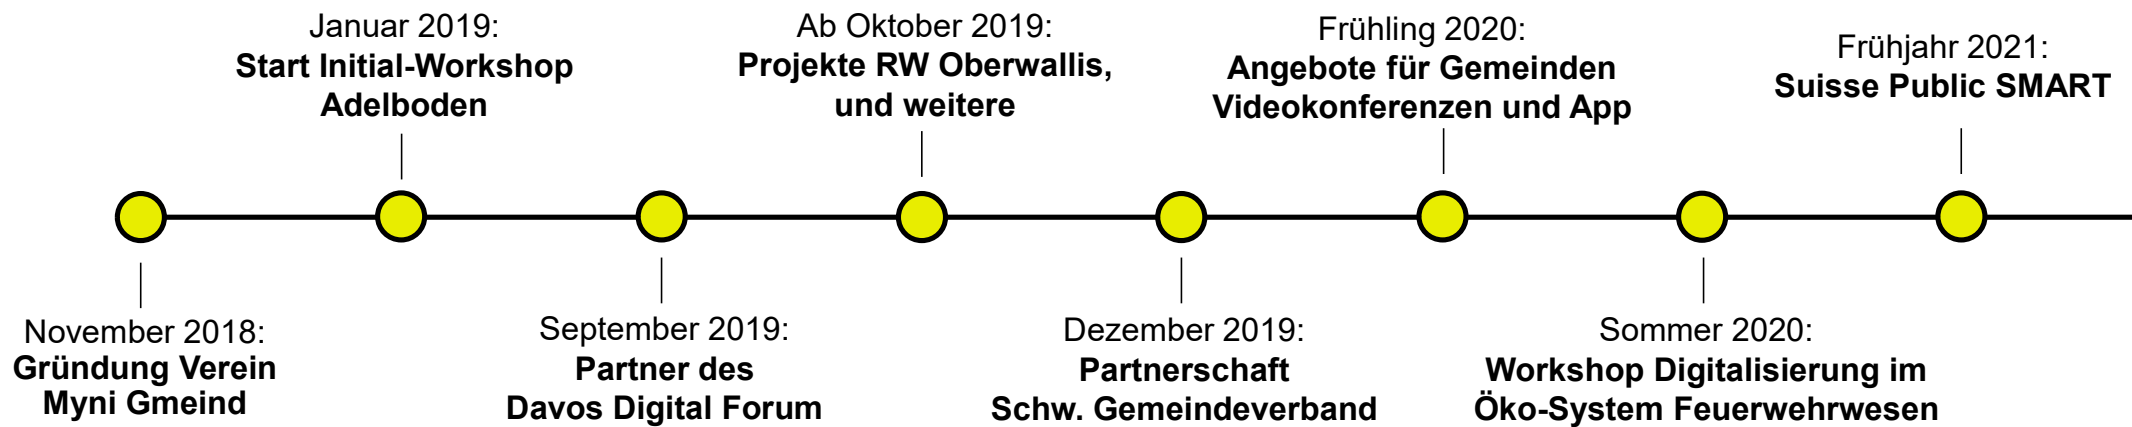 November 2018:
Gründung Verein
Myni Gmeind
Januar 2019:
Start Initial-Workshop
Adelboden
September 2019:
Partner des
Davos Digital Forum
Ab Oktober 2019:
Projekte RW Oberwallis,
und weitere
Dezember 2019:
Partnerschaft
Schw. Gemeindeverband
Frühling 2020:
Angebote für Gemeinden
Videokonferenzen und App
Sommer 2020:
Workshop Digitalisierung im
Öko-System Feuerwehrwesen
Frühjahr 2021:
Suisse Public SMART